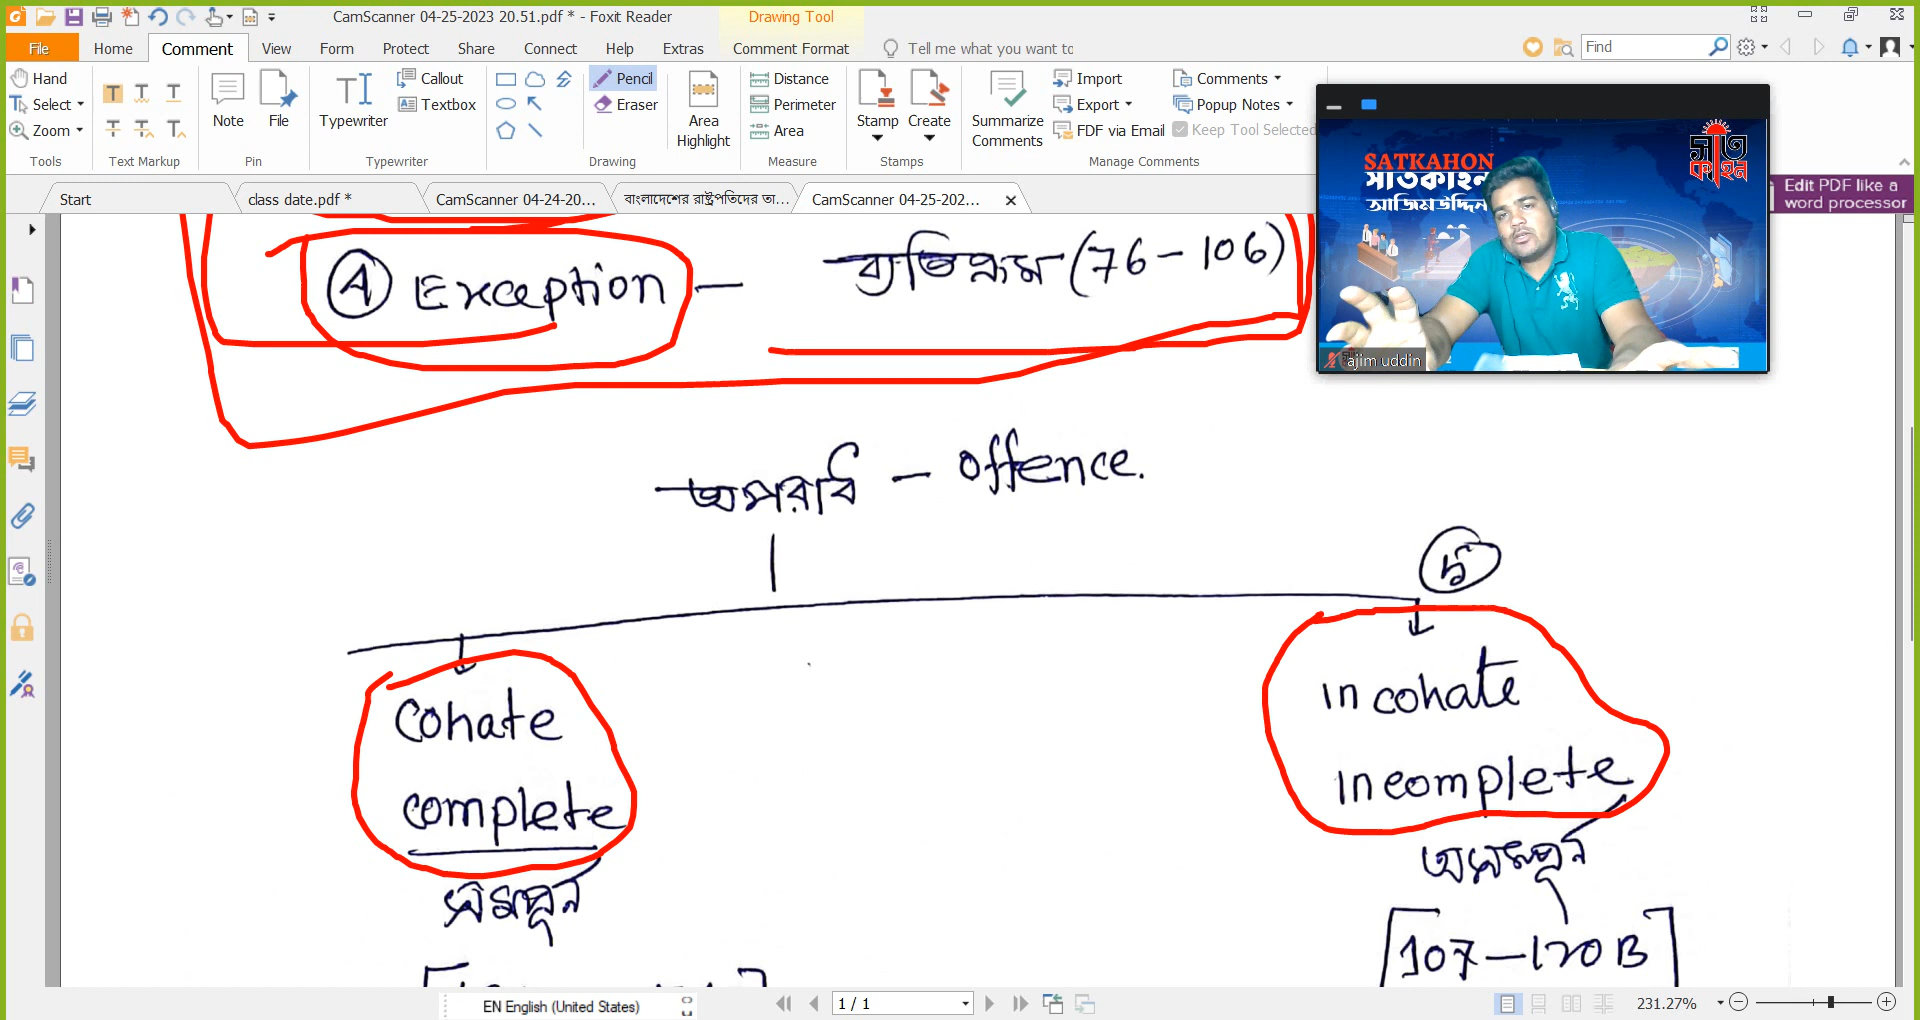 CamScanner 04-25-2023 20.51.pdf * - Foxit Reader
Drawing Tool
File Home Comment View Form Protect Share Connect Help Extras Comment Format Tell me what you want to Find
Hand
Select
Zoom
Tools
Text Markup
Note
File
Pin
Typewriter
Callout
Textbox
Typewriter
Pencil
Eraser
Drawing
Area Highlight
Distance
Perimeter
Area
Measure
Stamp
Create
Stamps
Summarize Comments
Import
Export
FDF via Email
Comments
Popup Notes
Keep Tool Selected
Manage Comments
Start
class date.pdf *
CamScanner 04-24-20...
বাংলাদেশের রাষ্ট্রপতিদের তা...
CamScanner 04-25-202...
Edit PDF like a
word processor
SATKAHON
সাতকাহন
আজিমউদ্দিন
সাত
কাহন
ajim uddin
A Exception - ব্যতিক্রম (76-106)
অপরাধ - offence.
Cohate
complete
সম্পূর্ন
in cohate
incomplete
অসম্পূর্ন
107-120B
EN English (United States)
1 / 1
231.27%